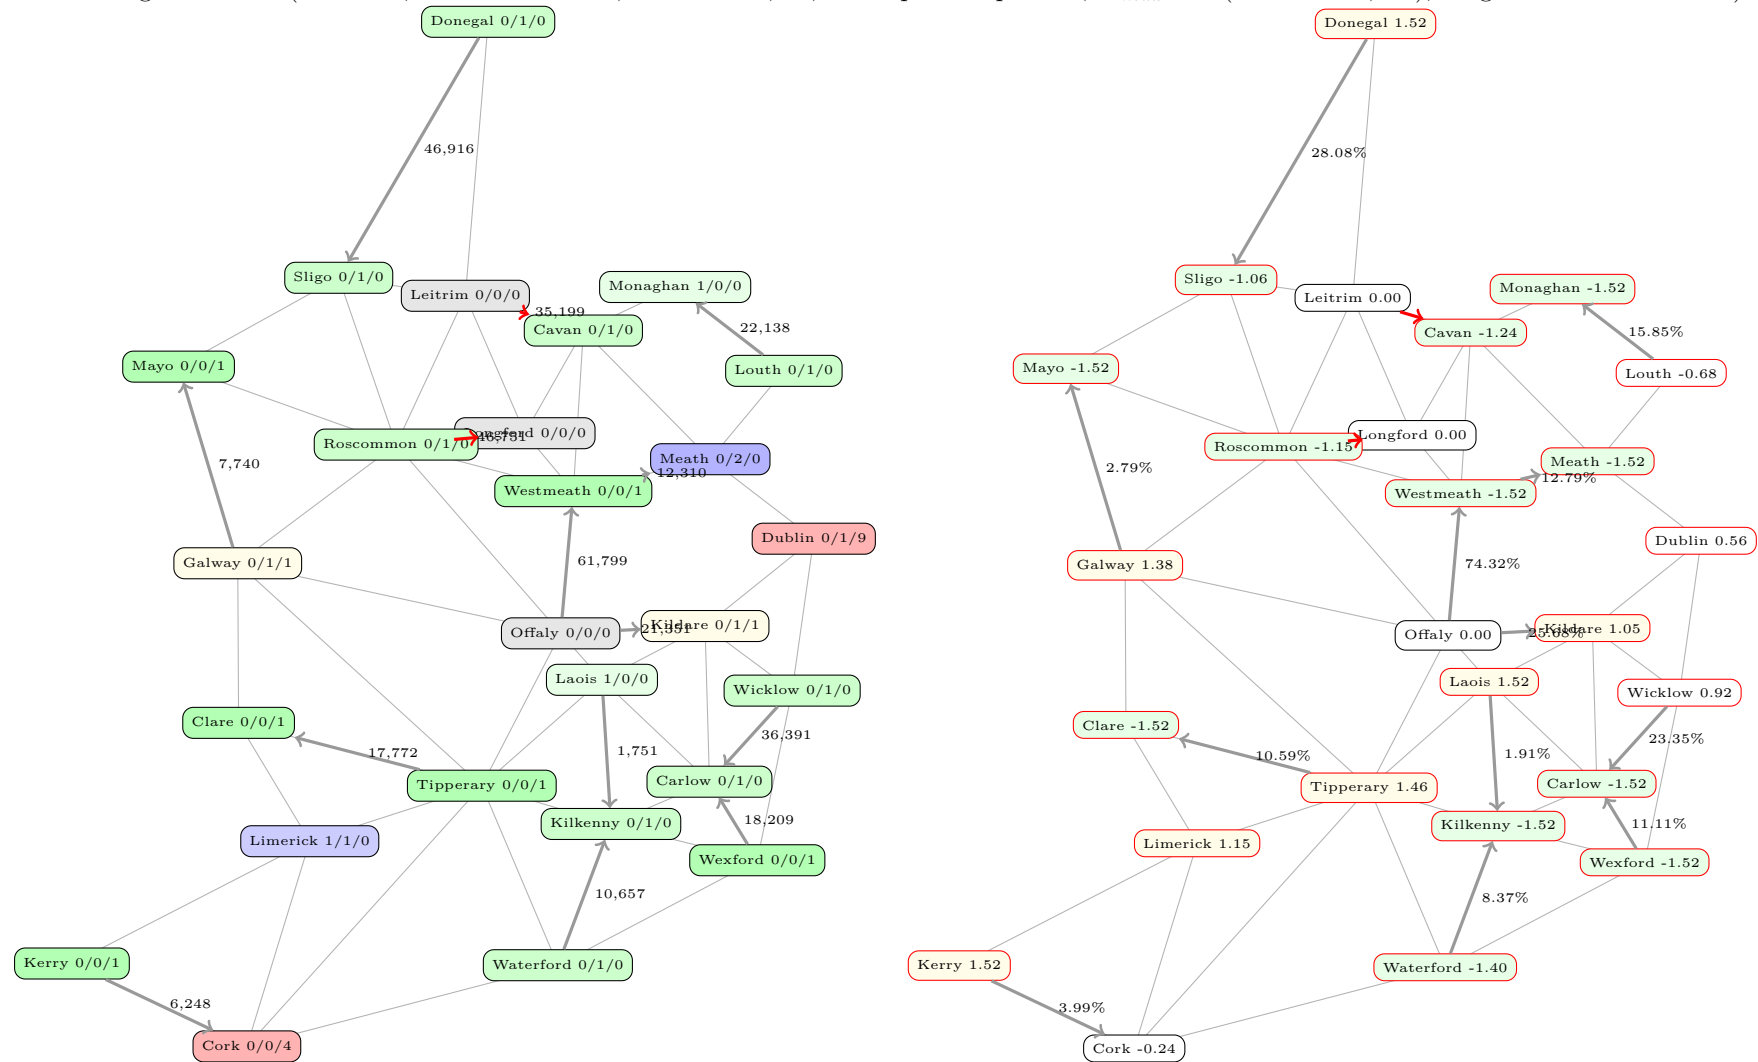 Donegal 0/1/0
46,916
Sligo 0/1/0
Leitrim 0/0/0
Monaghan 1/0/0
35,199
Cavan 0/1/0
22,138
Mayo 0/0/1
Louth 0/1/0
Roscommon 0/1/0
Longford 0/0/0
46,731
7,740
Meath 0/2/0
12,310
Westmeath 0/0/1
Dublin 0/1/9
Galway 0/1/1
61,799
Offaly 0/0/0
21,351
Kildare 0/1/1
Laois 1/0/0
Wicklow 0/1/0
Clare 0/0/1
17,772
1,751
36,391
Tipperary 0/0/1
Carlow 0/1/0
Kilkenny 0/1/0
18,209
Limerick 1/1/0
Wexford 0/0/1
10,657
Kerry 0/0/1
Waterford 0/1/0
6,248
Cork 0/0/4
Donegal 1.52
28.08%
Sligo -1.06
Leitrim 0.00
Monaghan -1.52
Cavan -1.24
15.85%
Mayo -1.52
Louth -0.68
Roscommon -1.15
Longford 0.00
2.79%
Meath -1.52
12.79%
Westmeath -1.52
Dublin 0.56
Galway 1.38
74.32%
Offaly 0.00
25.68%
Kildare 1.05
Laois 1.52
Wicklow 0.92
Clare -1.52
10.59%
1.91%
23.35%
Tipperary 1.46
Carlow -1.52
Kilkenny -1.52
11.11%
Limerick 1.15
Wexford -1.52
8.37%
Kerry 1.52
Waterford -1.40
3.99%
Cork -0.24